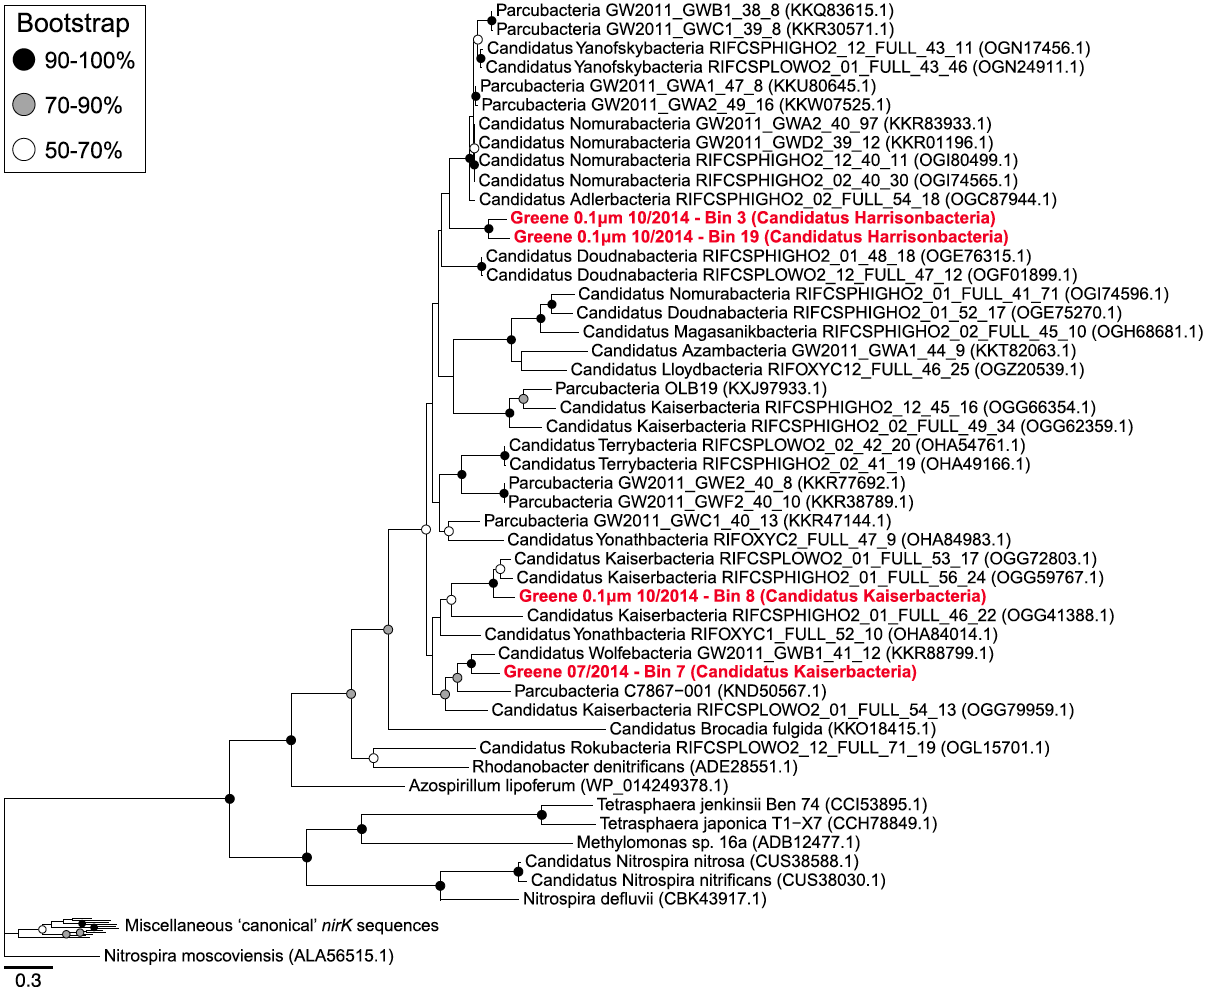 Bootstrap
90-100%
70-90%
50-70%
Parcubacteria GW2011_GWB1_38_8 (KKQ83615.1)
Parcubacteria GW2011_GWC1_39_8 (KKR30571.1)
Candidatus Yanofskybacteria RIFCSPHIGHO2_12_FULL_43_11 (OGN17456.1)
Candidatus Yanofskybacteria RIFCSPLOWO2_01_FULL_43_46 (OGN24911.1)
Parcubacteria GW2011_GWA1_47_8 (KKU80645.1)
Parcubacteria GW2011_GWA2_49_16 (KKW07525.1)
Candidatus Nomurabacteria GW2011_GWA2_40_97 (KKR83933.1)
Candidatus Nomurabacteria GW2011_GWD2_39_12 (KKR01196.1)
Candidatus Nomurabacteria RIFCSPHIGHO2_12_40_11 (OGI80499.1)
Candidatus Nomurabacteria RIFCSPHIGHO2_02_40_30 (OGI74565.1)
Candidatus Adlerbacteria RIFCSPHIGHO2_02_FULL_54_18 (OGC87944.1)
Greene 0.1µm 10/2014 - Bin 3 (Candidatus Harrisonbacteria)
Greene 0.1µm 10/2014 - Bin 19 (Candidatus Harrisonbacteria)
Candidatus Doudnabacteria RIFCSPHIGHO2_01_48_18 (OGE76315.1)
Candidatus Doudnabacteria RIFCSPLOWO2_12_FULL_47_12 (OGF01899.1)
Candidatus Nomurabacteria RIFCSPHIGHO2_01_FULL_41_71 (OGI74596.1)
Candidatus Doudnabacteria RIFCSPHIGHO2_01_52_17 (OGE75270.1)
Candidatus Magasanikbacteria RIFCSPHIGHO2_02_FULL_45_10 (OGH68681.1)
Candidatus Azambacteria GW2011_GWA1_44_9 (KKT82063.1)
Candidatus Lloydbacteria RIFOXYC12_FULL_46_25 (OGZ20539.1)
Parcubacteria OLB19 (KXJ97933.1)
Candidatus Kaiserbacteria RIFCSPHIGHO2_12_45_16 (OGG66354.1)
Candidatus Kaiserbacteria RIFCSPHIGHO2_02_FULL_49_34 (OGG62359.1)
Candidatus Terrybacteria RIFCSPLOWO2_02_42_20 (OHA54761.1)
Candidatus Terrybacteria RIFCSPHIGHO2_02_41_19 (OHA49166.1)
Parcubacteria GW2011_GWE2_40_8 (KKR77692.1)
Parcubacteria GW2011_GWF2_40_10 (KKR38789.1)
Parcubacteria GW2011_GWC1_40_13 (KKR47144.1)
Candidatus Yonathbacteria RIFOXYC2_FULL_47_9 (OHA84983.1)
Candidatus Kaiserbacteria RIFCSPLOWO2_01_FULL_53_17 (OGG72803.1)
Candidatus Kaiserbacteria RIFCSPHIGHO2_01_FULL_56_24 (OGG59767.1)
Greene 0.1µm 10/2014 - Bin 8 (Candidatus Kaiserbacteria)
Candidatus Kaiserbacteria RIFCSPHIGHO2_01_FULL_46_22 (OGG41388.1)
Candidatus Yonathbacteria RIFOXYC1_FULL_52_10 (OHA84014.1)
Candidatus Wolfebacteria GW2011_GWB1_41_12 (KKR88799.1)
Greene 07/2014 - Bin 7 (Candidatus Kaiserbacteria)
Parcubacteria C7867−001 (KND50567.1)
Candidatus Kaiserbacteria RIFCSPLOWO2_01_FULL_54_13 (OGG79959.1)
Candidatus Brocadia fulgida (KKO18415.1)
Candidatus Rokubacteria RIFCSPLOWO2_12_FULL_71_19 (OGL15701.1)
Rhodanobacter denitrificans (ADE28551.1)
Azospirillum lipoferum (WP_014249378.1)
Tetrasphaera jenkinsii Ben 74 (CCI53895.1)
Tetrasphaera japonica T1−X7 (CCH78849.1)
Methylomonas sp. 16a (ADB12477.1)
Candidatus Nitrospira nitrosa (CUS38588.1)
Candidatus Nitrospira nitrificans (CUS38030.1)
Nitrospira defluvii (CBK43917.1)
Miscellaneous ‘canonical’ nirK sequences
Nitrospira moscoviensis (ALA56515.1)
0.3